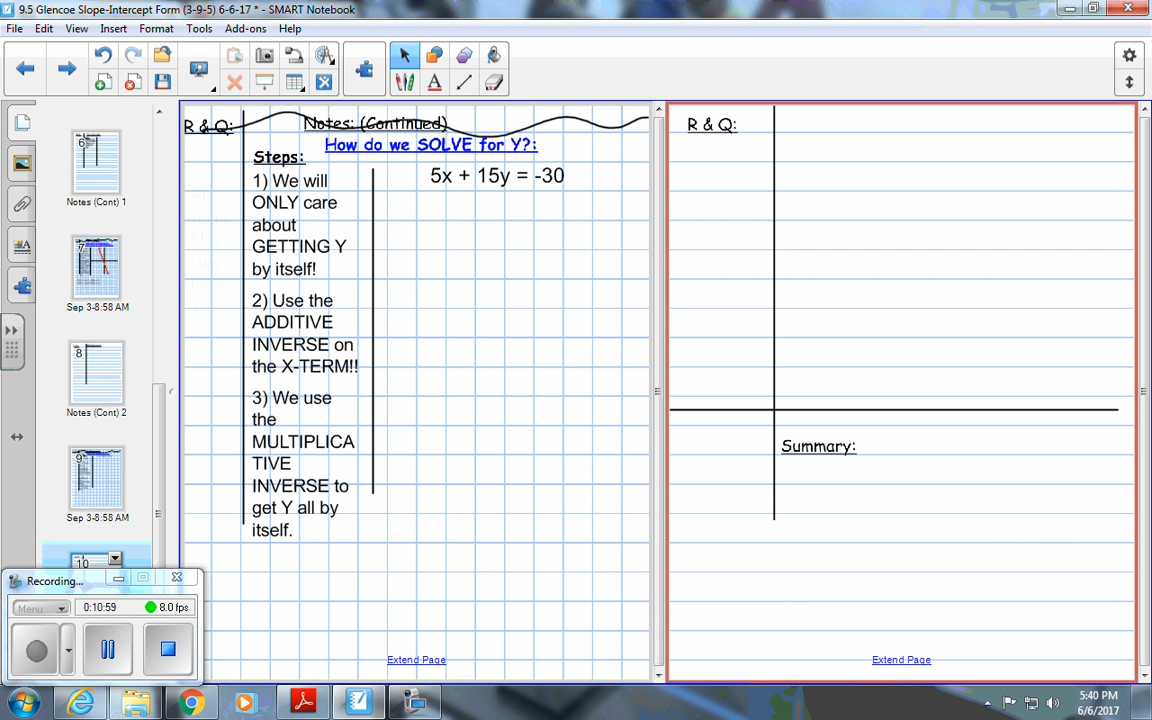 9.5 Glencoe Slope-Intercept Form (3-9-5) 6-6-17 * - SMART Notebook
File Edit View Insert Format Tools Add-ons Help
R & Q:
Notes: (Continued)
How do we SOLVE for Y?:
Steps:
5x + 15y = -30
1) We will
ONLY care
about
GETTING Y
by itself!
2) Use the
ADDITIVE
INVERSE on
the X-TERM!!
3) We use
the
MULTIPLICA
TIVE
INVERSE to
get Y all by
itself.
Extend Page
R & Q:
Summary:
Extend Page
6
Notes (Cont) 1
7
Sep 3-8:58 AM
8
Notes (Cont) 2
9
Sep 3-8:58 AM
10
Recording...
Menu
0:10:59
8.0 fps
5:40 PM
6/6/2017